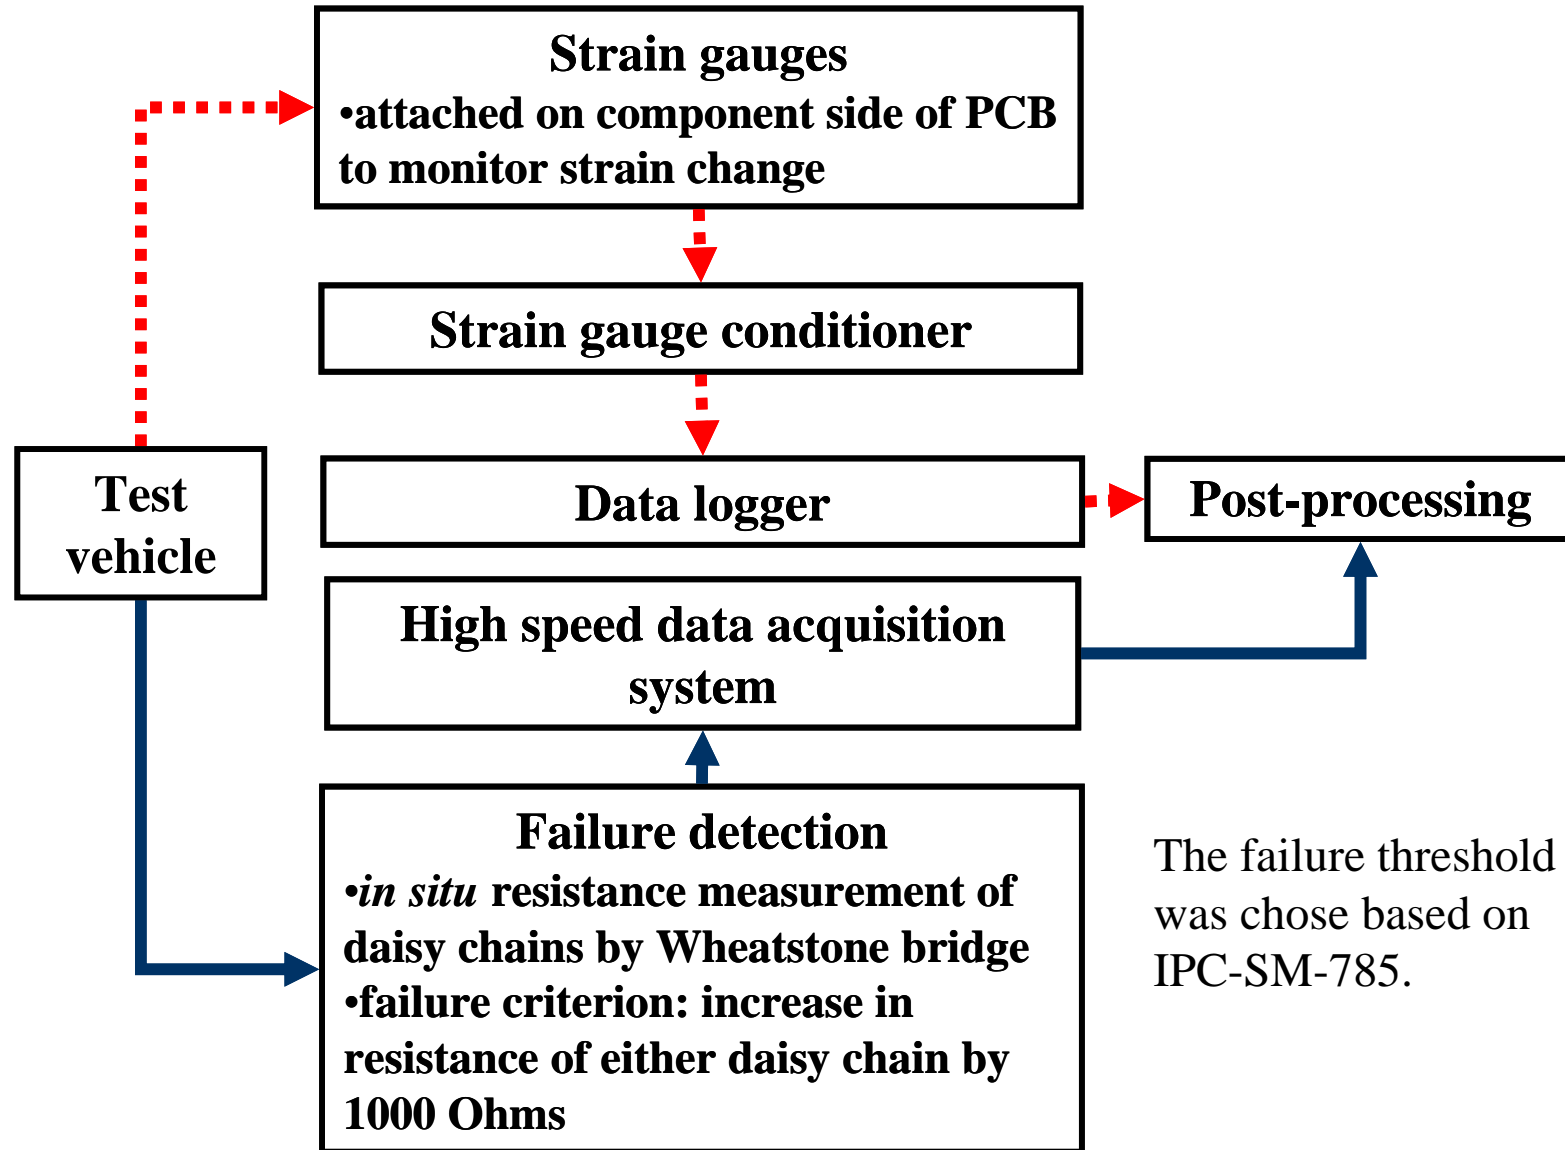 Strain gauges
•attached on component side of PCB
to monitor strain change
Strain gauge conditioner
Test
vehicle
Data logger
Post-processing
High speed data acquisition
system
Failure detection
•in situ resistance measurement of
daisy chains by Wheatstone bridge
•failure criterion: increase in
resistance of either daisy chain by
1000 Ohms
The failure threshold
was chose based on
IPC-SM-785.